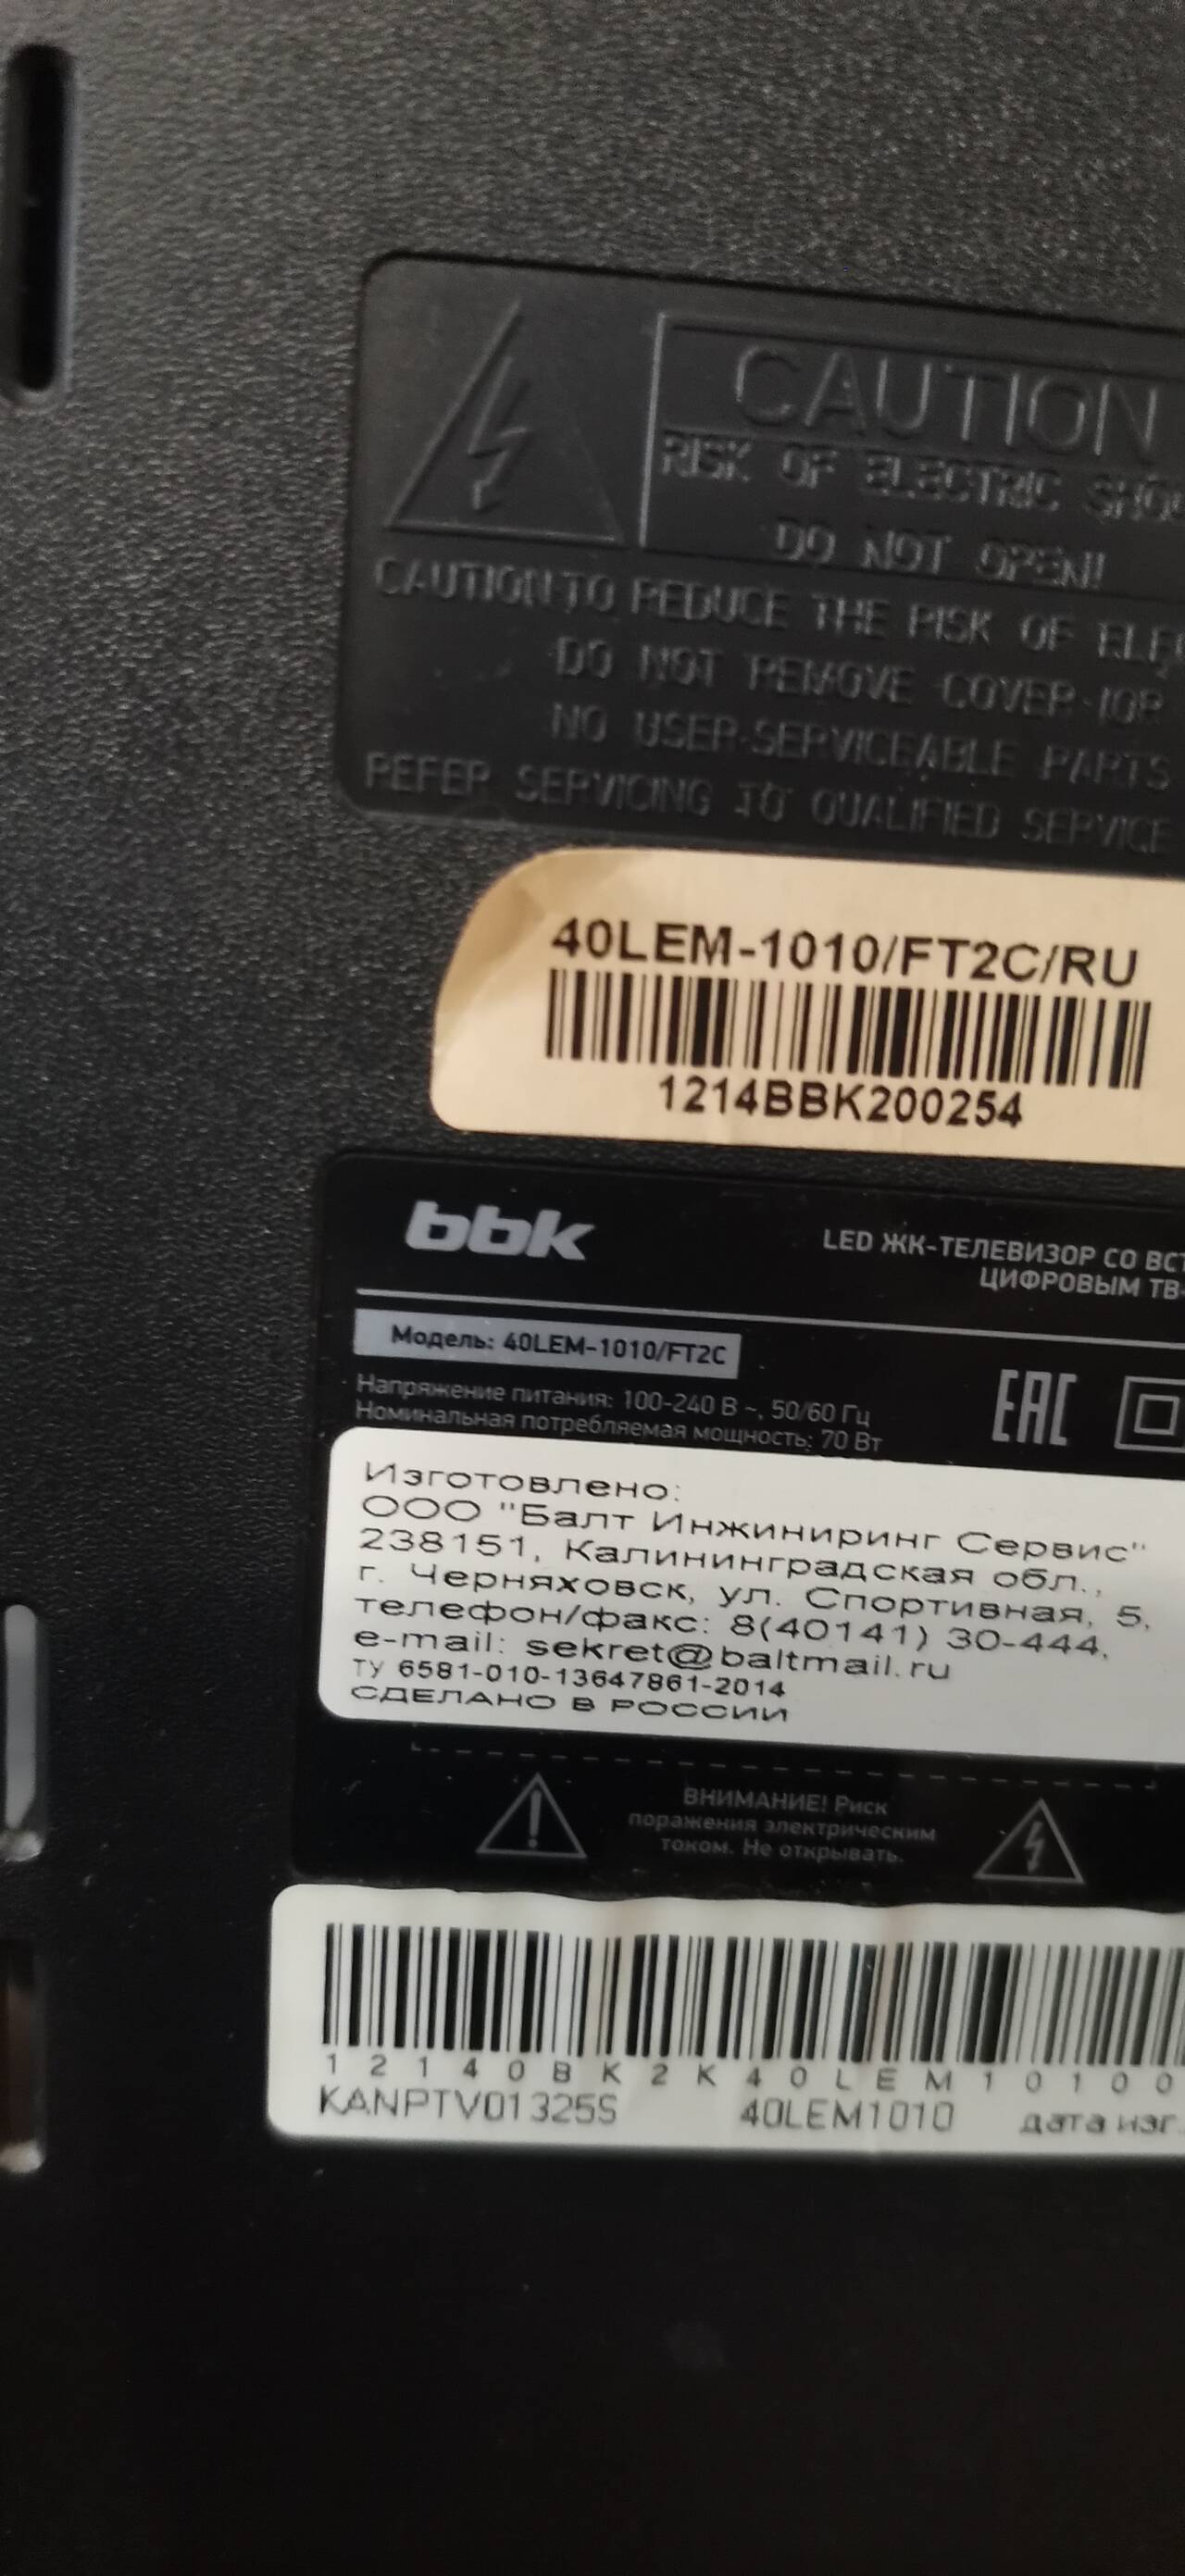 CAUTION
RISK OF ELECTRIC
DO NOT OPEN!
CAUTION TO REDUCE THE RISK OF
DO NOT REMOVE COVER (OR
NO USER-SERVICEABLE PARTS
REFER SERVICING TO QUALIFIED SERVICE
40LEM-1010/FT2C/RU
1214BBK200254
bbk
LED ЖК-ТЕЛЕВИЗОР СО
ЦИФРОВЫМ ТВ-
Модель: 40LEM-1010/FT2C
Напряжение питания: 100-240 В ~, 50/60 Гц
Номинальная потребляемая мощность: 70 Вт
EAC
Изготовлено:
ООО "Балт Инжиниринг Сервис"
238151, Калининградская обл.,
г. Черняховск, ул. Спортивная, 5,
телефон/факс: 8(40141) 30-444,
e-mail: sekret@baltmail.ru
ТУ 6581-010-13647861-2014
СДЕЛАНО В РОССИИ
ВНИМАНИЕ! Риск
поражения электрическим
током. Не открывать.
12140BK2K40LEM10100
KANPTV01325S 40LEM1010 дата изг.